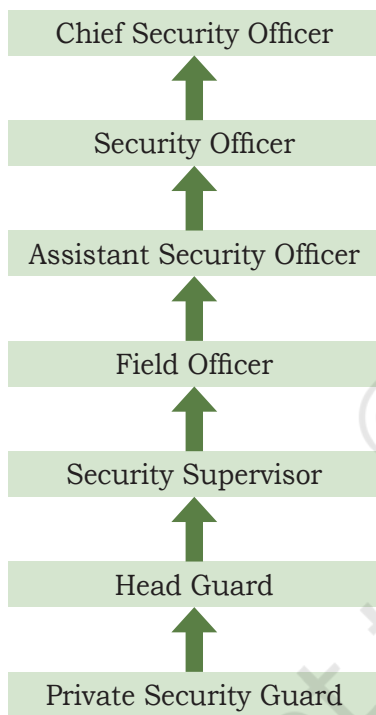 Chief Security Officer
Security Officer
Assistant Security Officer
Field Officer
Security Supervisor
Head Guard
Private Security Guard